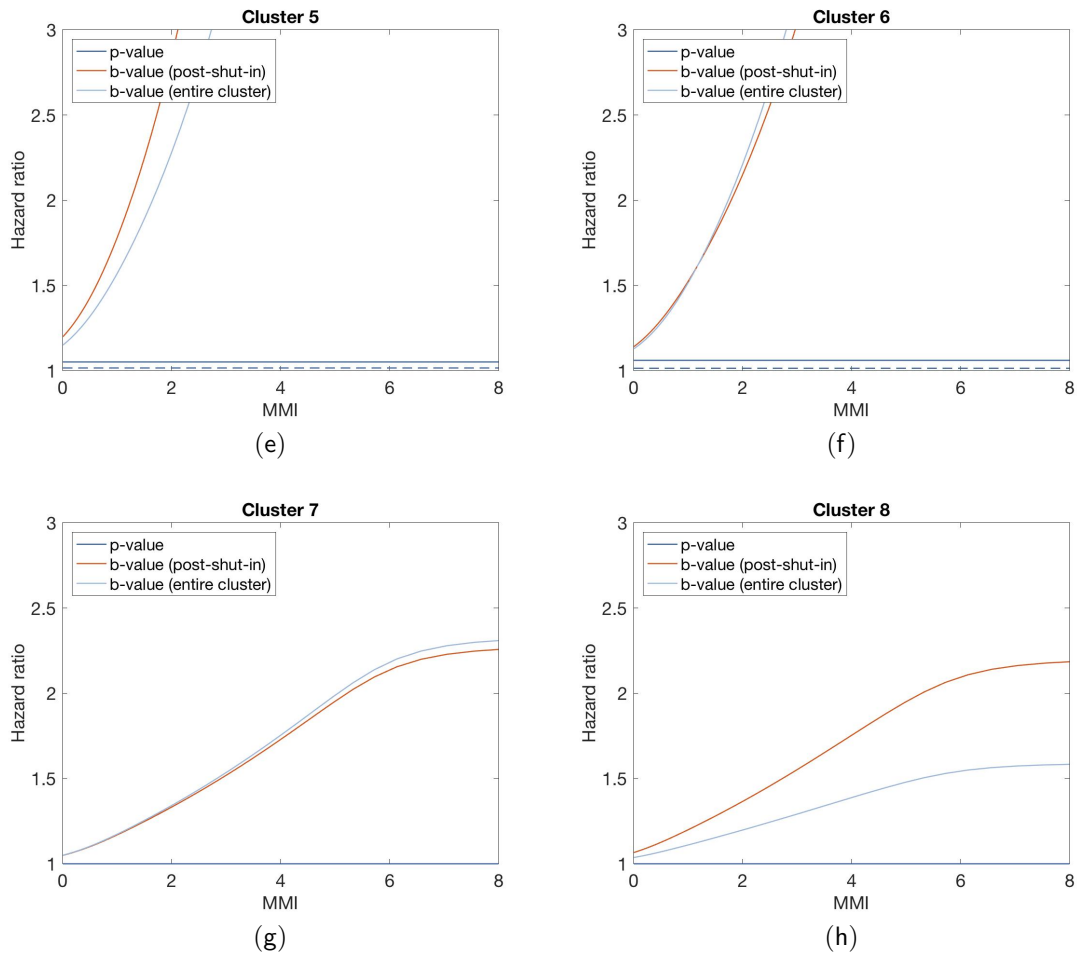 Cluster 5
3
2.5
2
1.5
1
Hazard ratio
p-value
b-value (post-shut-in)
b-value (entire cluster)
0 2 4 6 8
MMI
(e)
Cluster 6
3
2.5
2
1.5
1
Hazard ratio
p-value
b-value (post-shut-in)
b-value (entire cluster)
0 2 4 6 8
MMI
(f)
Cluster 7
3
2.5
2
1.5
1
Hazard ratio
p-value
b-value (post-shut-in)
b-value (entire cluster)
0 2 4 6 8
MMI
(g)
Cluster 8
3
2.5
2
1.5
1
Hazard ratio
p-value
b-value (post-shut-in)
b-value (entire cluster)
0 2 4 6 8
MMI
(h)